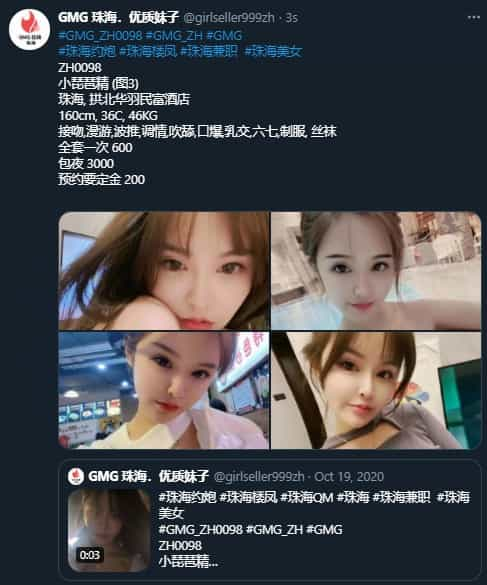 GMG 珠海．优质妹子 @girlseller999zh · 3s
#GMG_ZH0098 #GMG_ZH #GMG
#珠海约炮 #珠海楼凤 #珠海兼职 #珠海美女
ZH0098
小琵琶精 (图3)
珠海, 拱北华羽民富酒店
160cm, 36C, 46KG
接吻,漫游,波推,调情,吹舔,口爆,乳交,六七,制服, 丝袜
全套一次 600
包夜 3000
预约要定金 200
GMG 珠海．优质妹子 @girlseller999zh · Oct 19, 2020
#珠海约炮 #珠海楼凤 #珠海QM #珠海 #珠海兼职 #珠海
美女
#GMG_ZH0098 #GMG_ZH #GMG
ZH0098
小琵琶精...
0:03